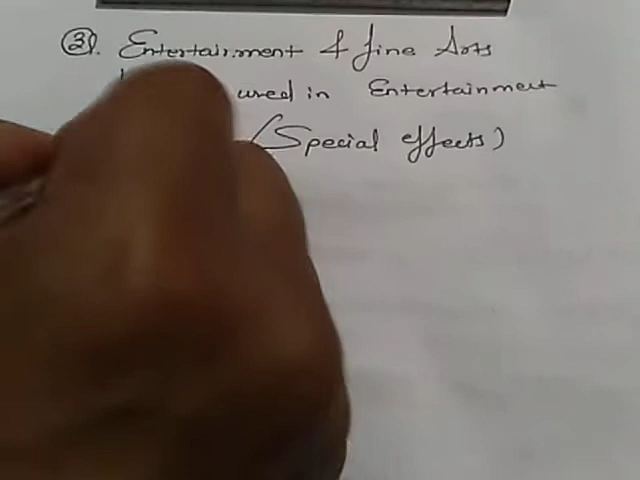 ③. Entertainment & fine Arts
used in Entertainment
(Special effects)